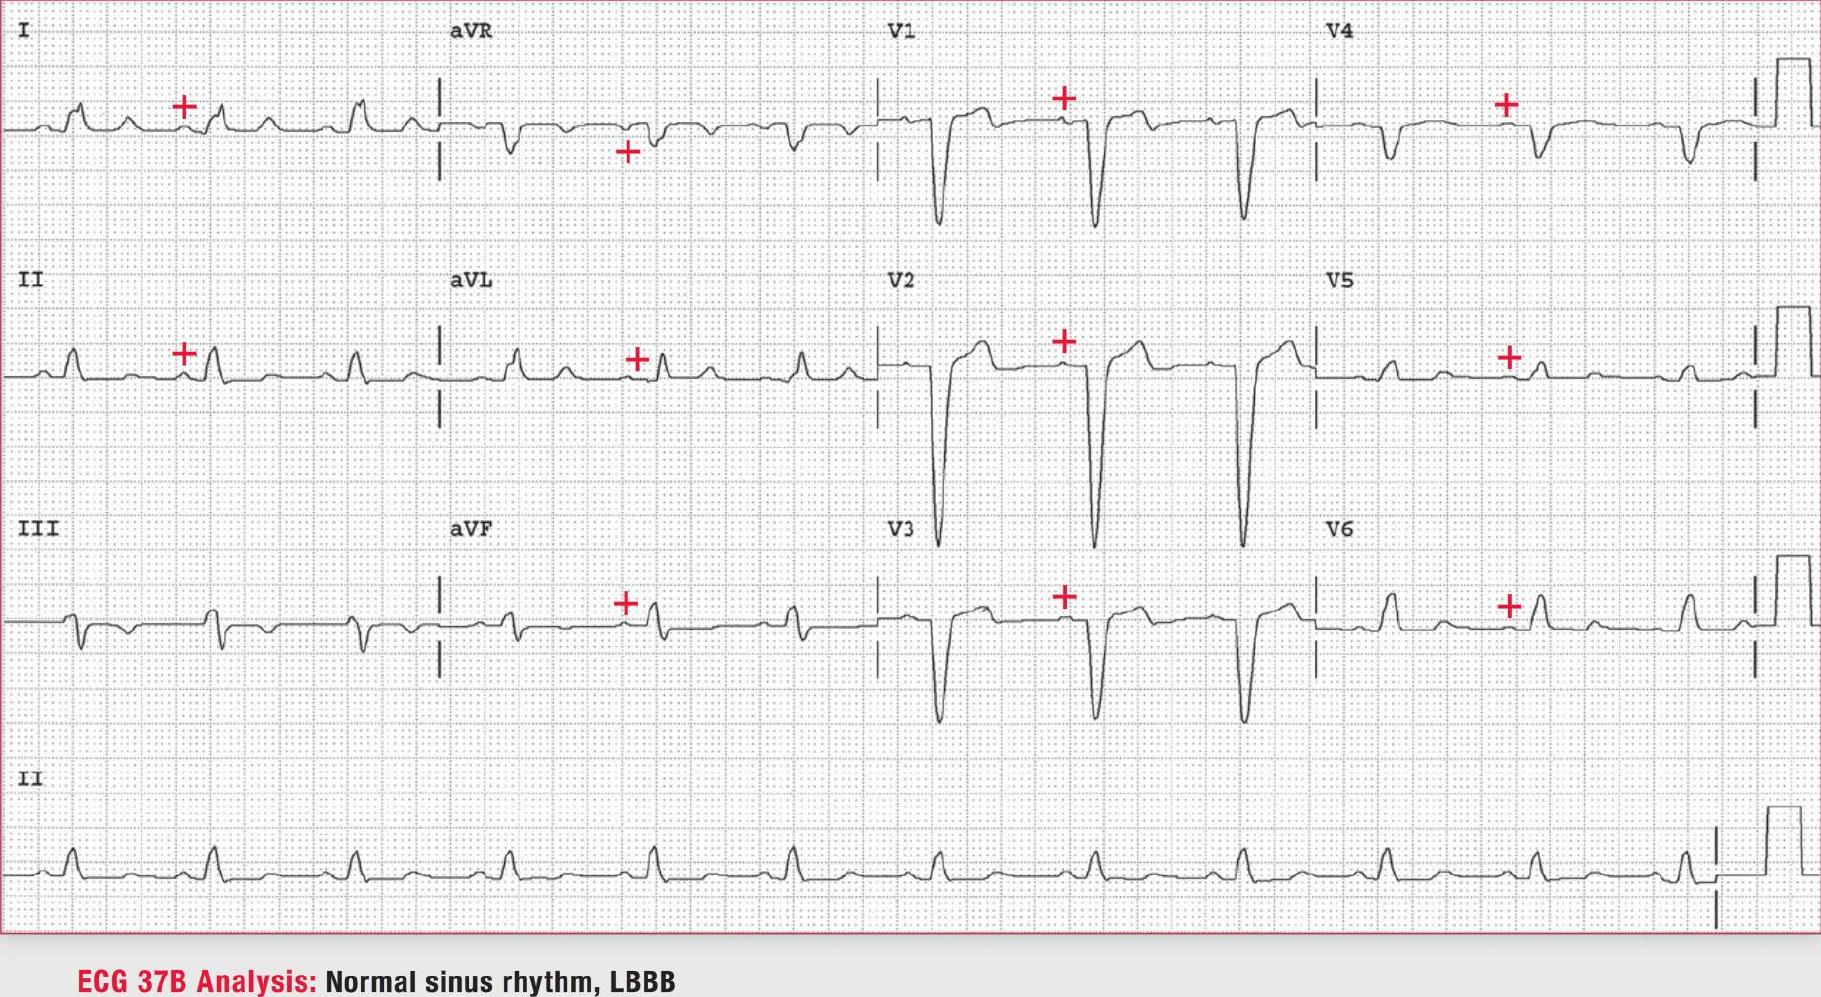 I aVR V1 V4
II aVL V2 V5
III aVF V3 V6
II
ECG 37B Analysis: Normal sinus rhythm, LBBB